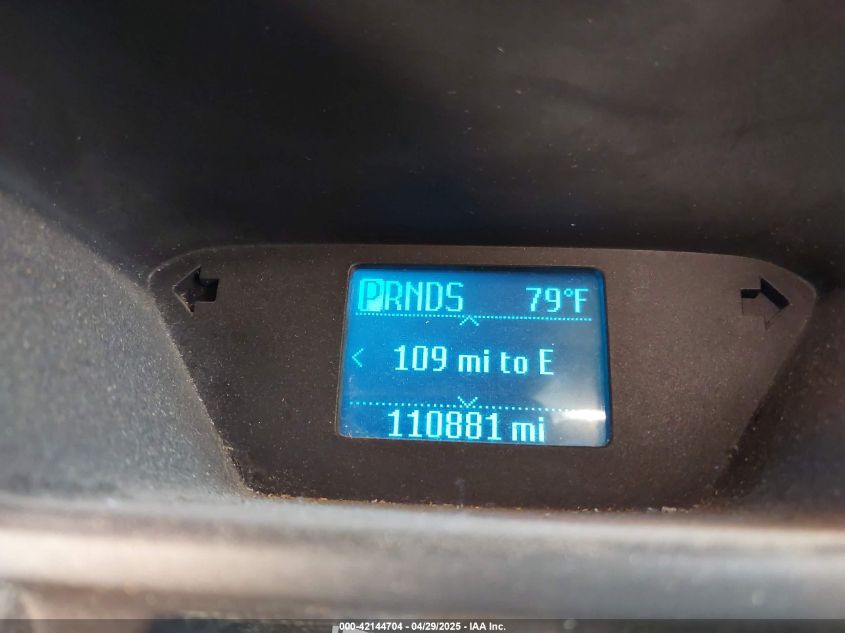 PRNDS 79°F
109 mi to E
110881 mi
000-42144704 | 04/29/2025 - IAA Inc.